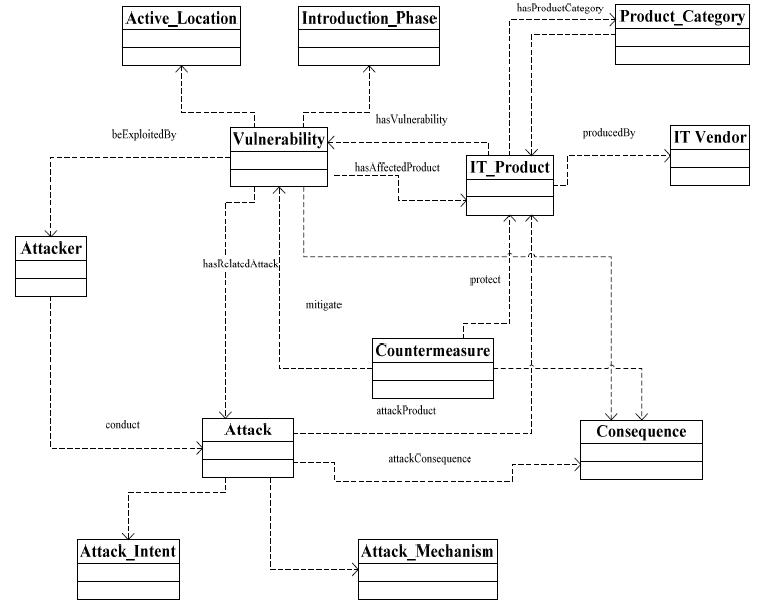 hasProductCategory
Active_Location
Introduction_Phase
Product_Category
hasVulnerability
beExploitedBy
Vulnerability
producedBy
IT Vendor
hasAffectedProduct
IT_Product
Attacker
hasRelatedAttack
protect
mitigate
Countermeasure
attackProduct
conduct
Attack
Consequence
attackConsequence
Attack_Intent
Attack_Mechanism